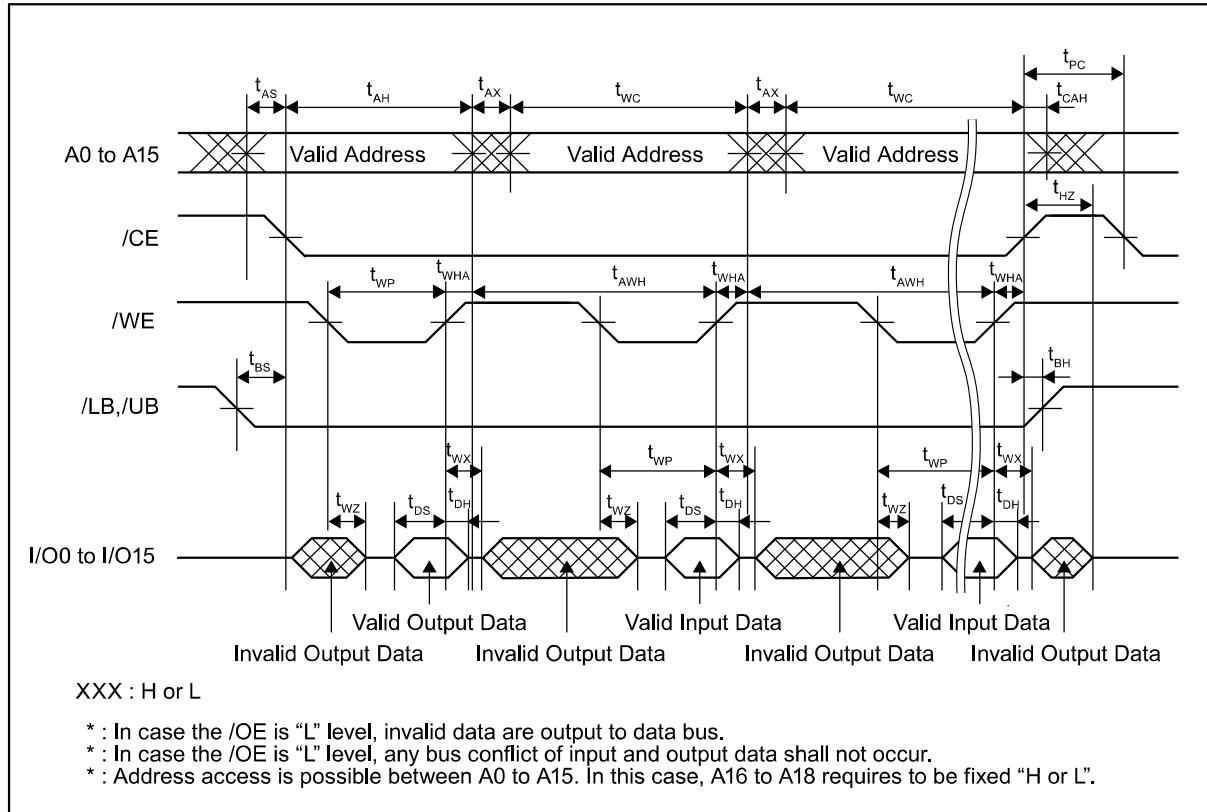 tPC
tAS tAH tAX tWC tAX tWC tCAH
A0 to A15 Valid Address Valid Address Valid Address
tHZ
/CE
tWP tWHA tAWH tWHA tAWH tWHA
/WE
tBS tBH
/LB,/UB
tWX tWP tWX tWP tWX
tWZ tDS tDH tWZ tDS tDH tWZ tDS tDH
I/O0 to I/O15
Valid Output Data Valid Input Data Valid Input Data
Invalid Output Data Invalid Output Data Invalid Output Data Invalid Output Data
XXX : H or L
* : In case the /OE is “L” level, invalid data are output to data bus.
* : In case the /OE is “L” level, any bus conflict of input and output data shall not occur.
* : Address access is possible between A0 to A15. In this case, A16 to A18 requires to be fixed “H or L”.